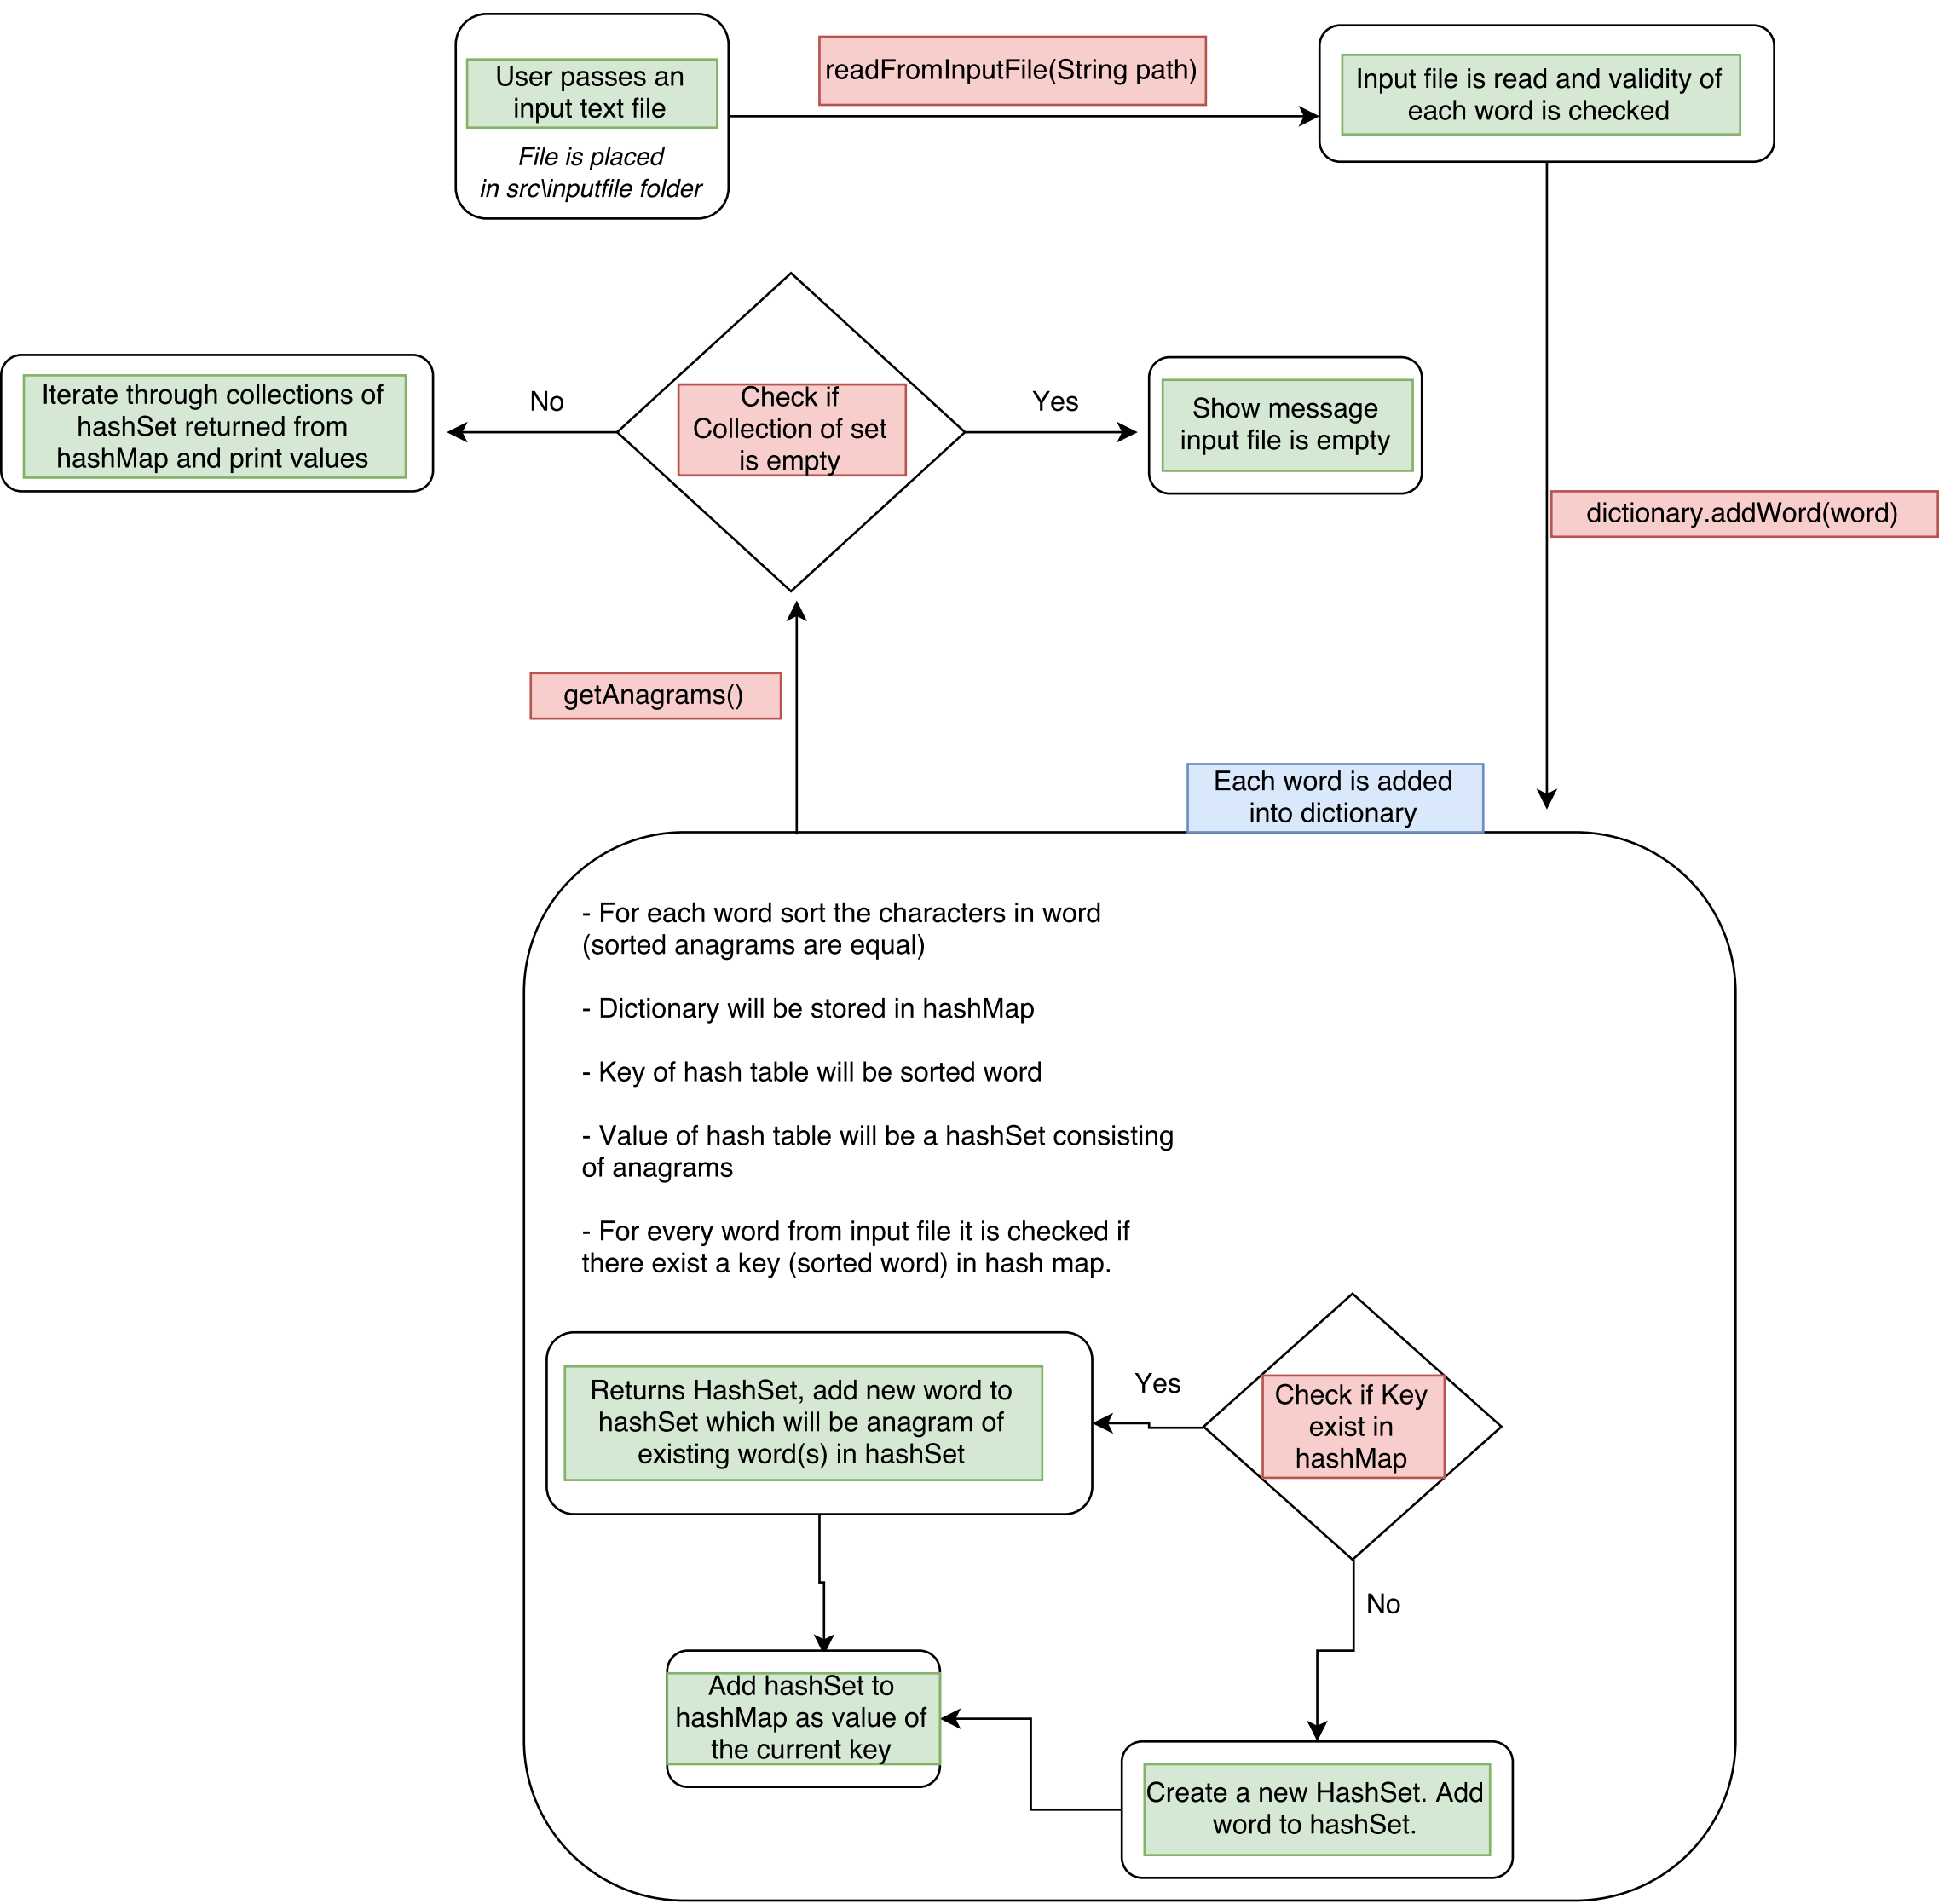 User passes an
input text file
File is placed
in src\inputfile folder
readFromInputFile(String path)
Input file is read and validity of
each word is checked
Iterate through collections of
hashSet returned from
hashMap and print values
No
Check if
Collection of set
is empty
Yes
Show message
input file is empty
dictionary.addWord(word)
getAnagrams()
Each word is added
into dictionary
- For each word sort the characters in word
(sorted anagrams are equal)
- Dictionary will be stored in hashMap
- Key of hash table will be sorted word
- Value of hash table will be a hashSet consisting
of anagrams
- For every word from input file it is checked if
there exist a key (sorted word) in hash map.
Returns HashSet, add new word to
hashSet which will be anagram of
existing word(s) in hashSet
Yes
Check if Key
exist in
hashMap
No
Add hashSet to
hashMap as value of
the current key
Create a new HashSet. Add
word to hashSet.